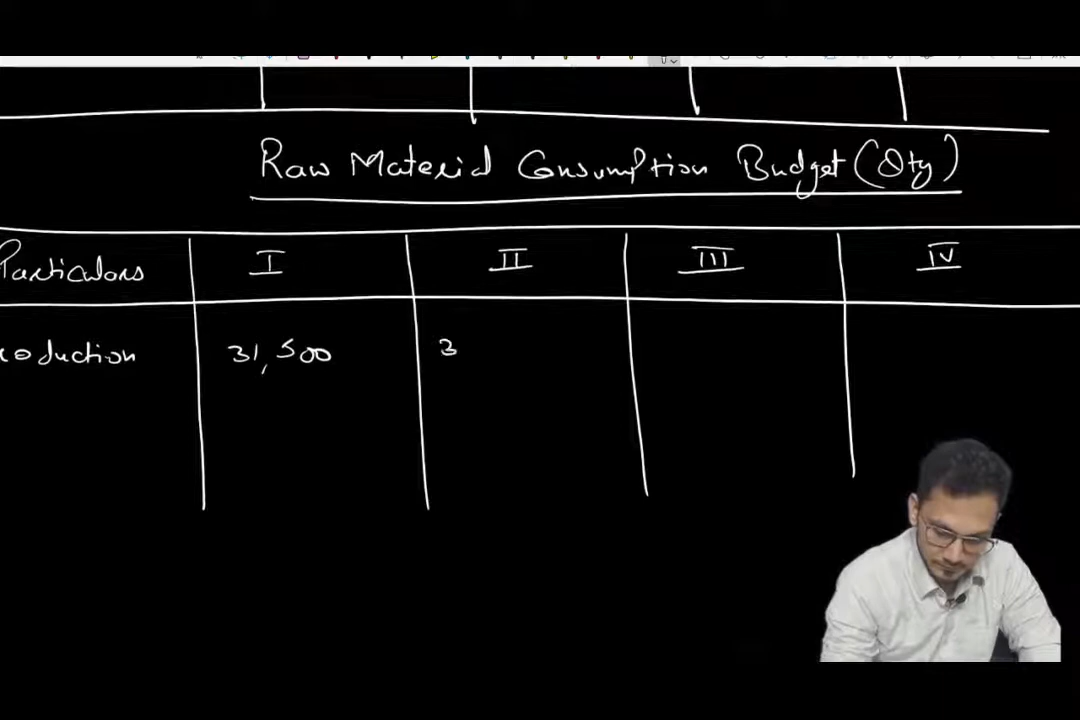 Raw Material Consumption Budget (Qty)
Particulars I II III IV
roduction 31,500 3